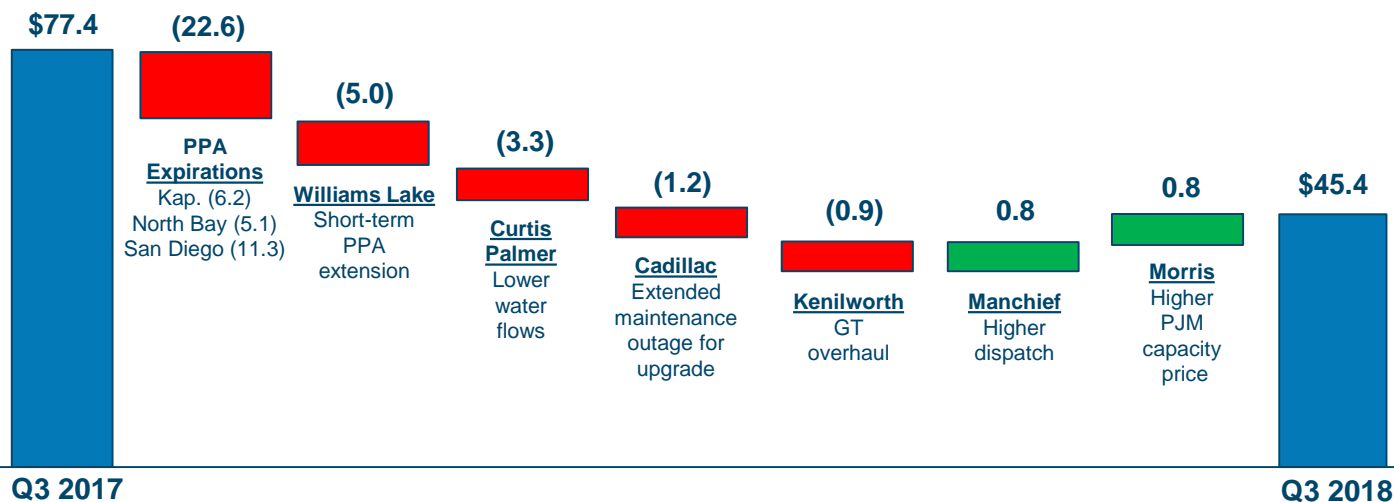 $77.4
(22.6)
PPA
Expirations
Kap. (6.2)
North Bay (5.1)
San Diego (11.3)
(5.0)
Williams Lake
Short-term
PPA
extension
(3.3)
Curtis
Palmer
Lower
water
flows
(1.2)
Cadillac
Extended
maintenance
outage for
upgrade
(0.9)
Kenilworth
GT
overhaul
0.8
Manchief
Higher
dispatch
0.8
Morris
Higher
PJM
capacity
price
$45.4
Q3 2017
Q3 2018